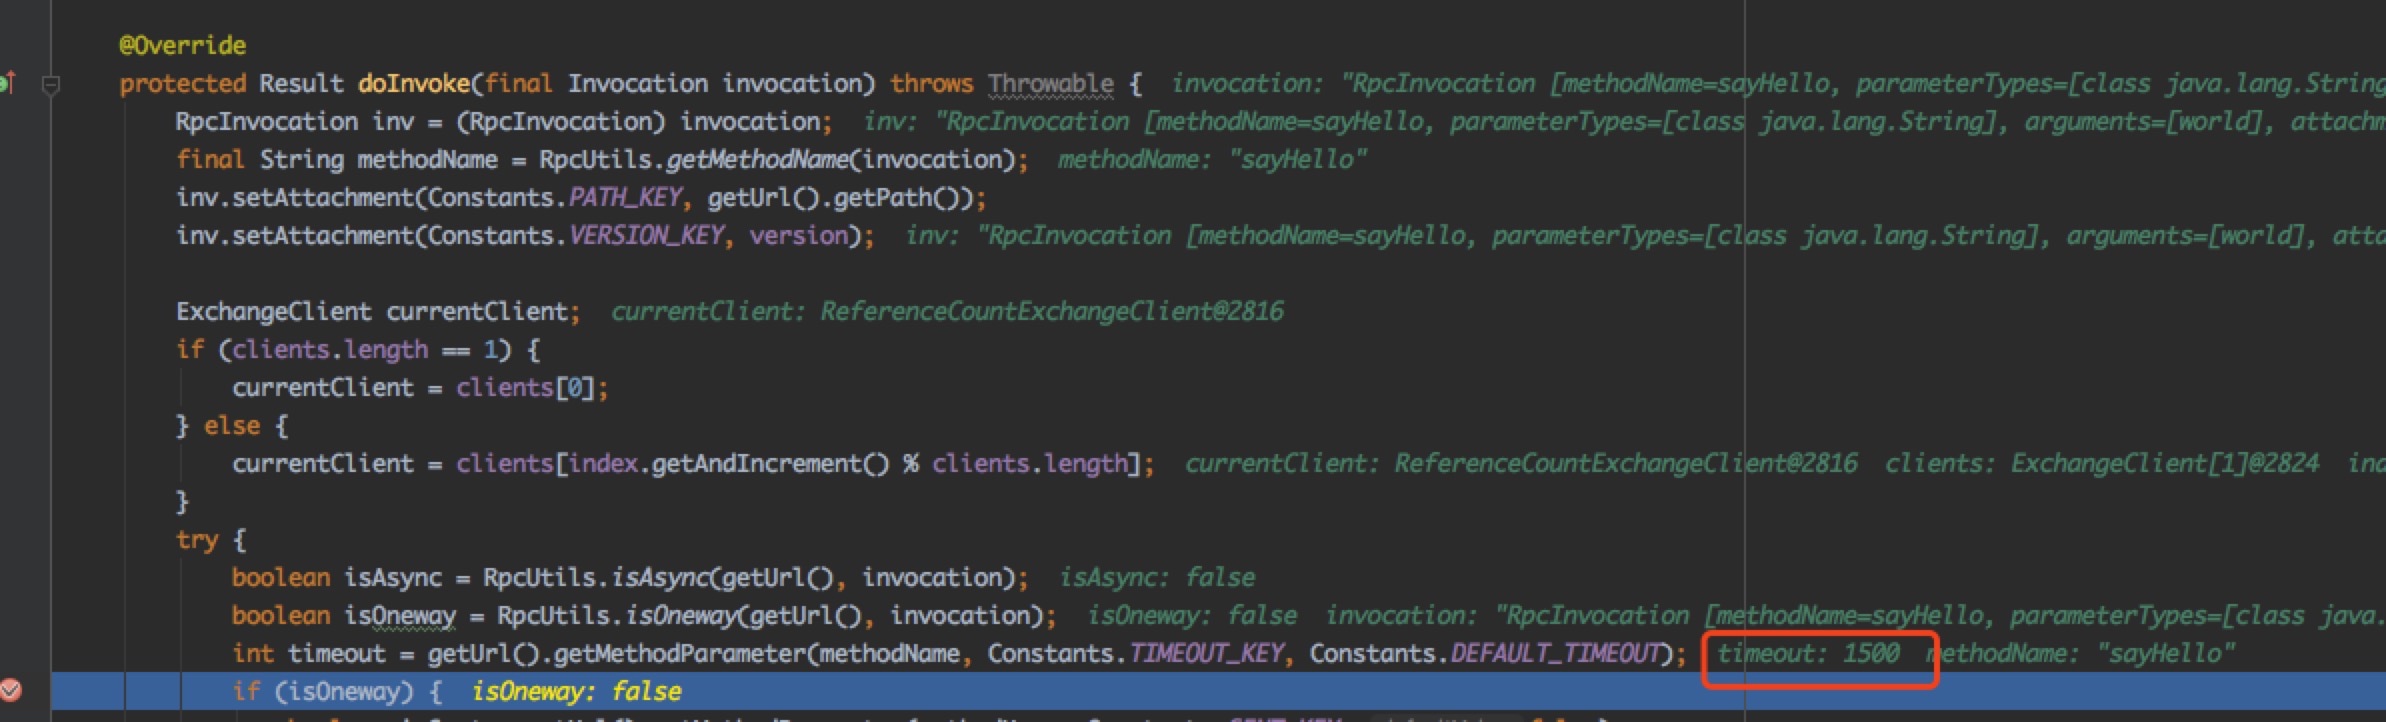 @Override
protected Result doInvoke(final Invocation invocation) throws Throwable {  invocation: "RpcInvocation [methodName=sayHello, parameterTypes=[class java.lang.String
RpcInvocation inv = (RpcInvocation) invocation;  inv: "RpcInvocation [methodName=sayHello, parameterTypes=[class java.lang.String], arguments=[world], attachm
final String methodName = RpcUtils.getMethodName(invocation);  methodName: "sayHello"
inv.setAttachment(Constants.PATH_KEY, getUrl().getPath());
inv.setAttachment(Constants.VERSION_KEY, version);  inv: "RpcInvocation [methodName=sayHello, parameterTypes=[class java.lang.String], arguments=[world], atta
ExchangeClient currentClient;  currentClient: ReferenceCountExchangeClient@2816
if (clients.length == 1) {
currentClient = clients[0];
} else {
currentClient = clients[index.getAndIncrement() % clients.length];  currentClient: ReferenceCountExchangeClient@2816  clients: ExchangeClient[1]@2824  ind
}
try {
boolean isAsync = RpcUtils.isAsync(getUrl(), invocation);  isAsync: false
boolean isOneway = RpcUtils.isOneway(getUrl(), invocation);  isOneway: false  invocation: "RpcInvocation [methodName=sayHello, parameterTypes=[class java.
int timeout = getUrl().getMethodParameter(methodName, Constants.TIMEOUT_KEY, Constants.DEFAULT_TIMEOUT);  timeout: 1500  methodName: "sayHello"
if (isOneway) {  isOneway: false